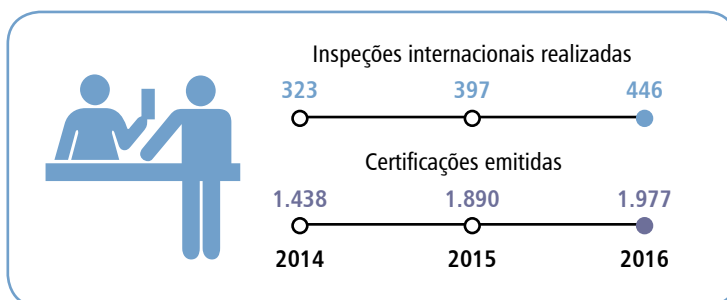 Inspeções internacionais realizadas
323 397 446
Certificações emitidas
1.438 1.890 1.977
2014 2015 2016